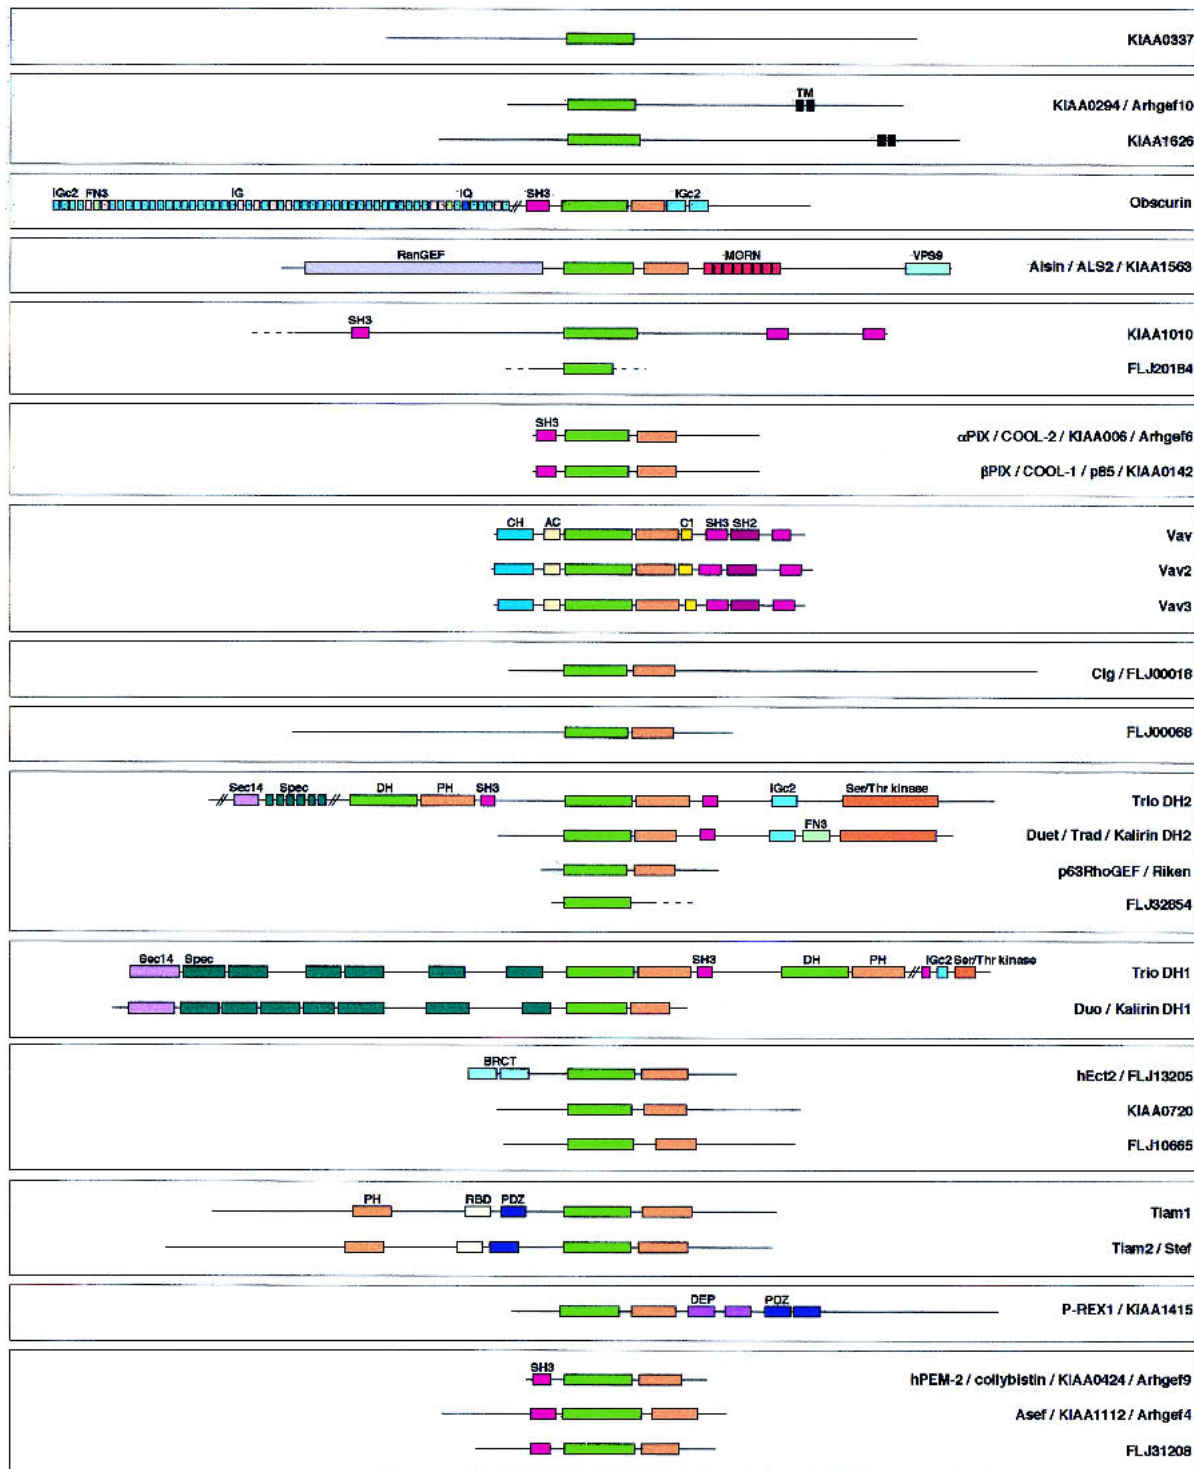 KIAA0337
TM
KIAA0294 / Arhgef10
KIAA1626
IGc2 FN3 IG IQ SH3 IGc2
Obscurin
RanGEF MORN VPS9
Alsin / ALS2 / KIAA1563
SH3
KIAA1010
FLJ20184
SH3
αPIX / COOL-2 / KIAA006 / Arhgef6
βPIX / COOL-1 / p85 / KIAA0142
CH AC C1 SH3 SH2
Vav
Vav2
Vav3
Clg / FLJ00018
FLJ00068
Sec14 Spec DH PH SH3 IGc2 Ser/Thr kinase
Trio DH2
FN3
Duet / Trad / Kalirin DH2
p63RhoGEF / Riken
FLJ32854
Sec14 Spec SH3 DH PH IGc2 Ser/Thr kinase
Trio DH1
Duo / Kalirin DH1
BRCT
hEct2 / FLJ13205
KIAA0720
FLJ10665
PH RBD PDZ
Tiam1
Tiam2 / Stef
DEP PDZ
P-REX1 / KIAA1415
SH3
hPEM-2 / collybistin / KIAA0424 / Arhgef9
Asef / KIAA1112 / Arhgef4
FLJ31208